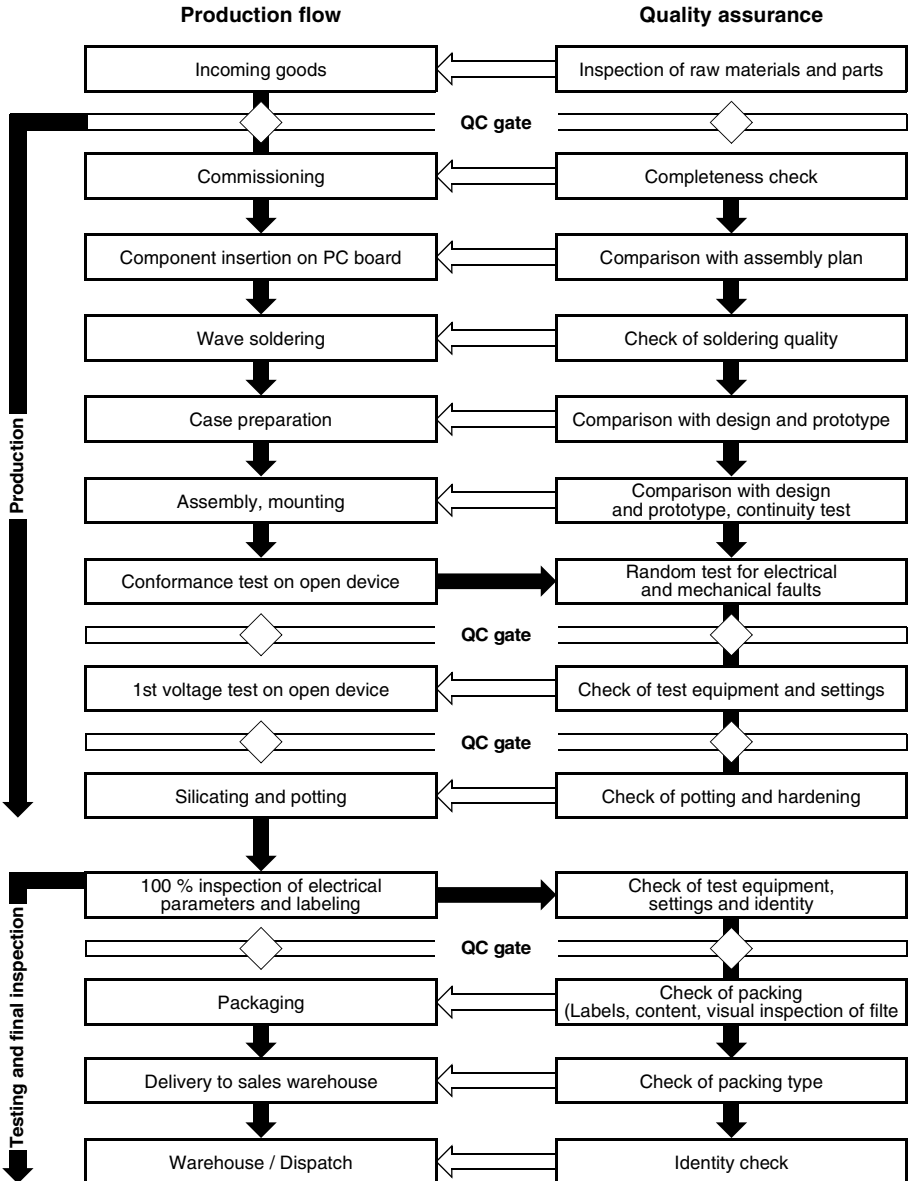 Production flow
Quality assurance
Incoming goods
Inspection of raw materials and parts
QC gate
Commissioning
Completeness check
Component insertion on PC board
Comparison with assembly plan
Wave soldering
Check of soldering quality
Case preparation
Comparison with design and prototype
Production
Assembly, mounting
Comparison with design
and prototype, continuity test
Conformance test on open device
Random test for electrical
and mechanical faults
QC gate
1st voltage test on open device
Check of test equipment and settings
QC gate
Silicating and potting
Check of potting and hardening
100 % inspection of electrical
parameters and labeling
Check of test equipment,
settings and identity
QC gate
Testing and final inspection
Packaging
Check of packing
(Labels, content, visual inspection of filte
Delivery to sales warehouse
Check of packing type
Warehouse / Dispatch
Identity check